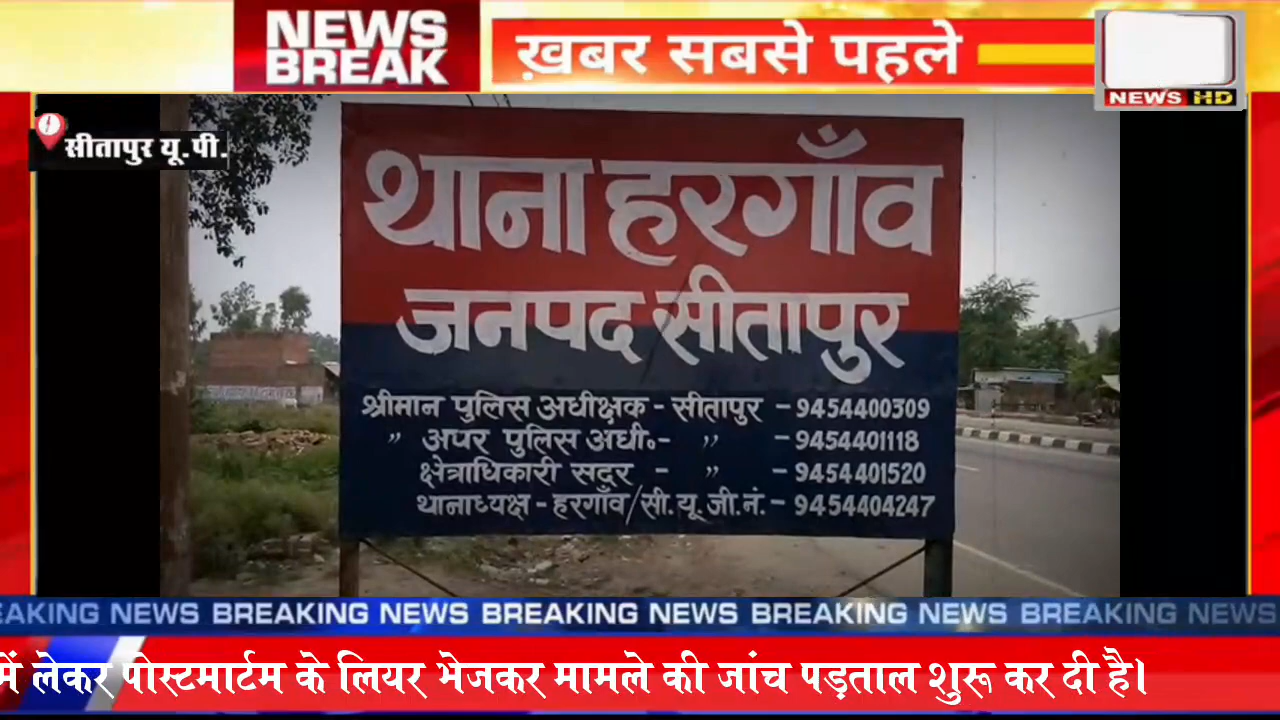 NEWS
BREAK
ख़बर सबसे पहले
NEWS HD
सीतापुर यू.पी.
थाना हरगाँव
जनपद सीतापुर
श्रीमान पुलिस अधीक्षक - सीतापुर - 9454400309
" अपर पुलिस अधी०- " - 9454401118
क्षेत्राधिकारी सदर - " - 9454401520
थानाध्यक्ष - हरगाँव/सी.यू.जी.नं. - 9454404247
EAKING NEWS BREAKING NEWS BREAKING NEWS BREAKING NEWS BREAKING NEWS
में लेकर पोस्टमार्टम के लियर भेजकर मामले की जांच पड़ताल शुरू कर दी है।